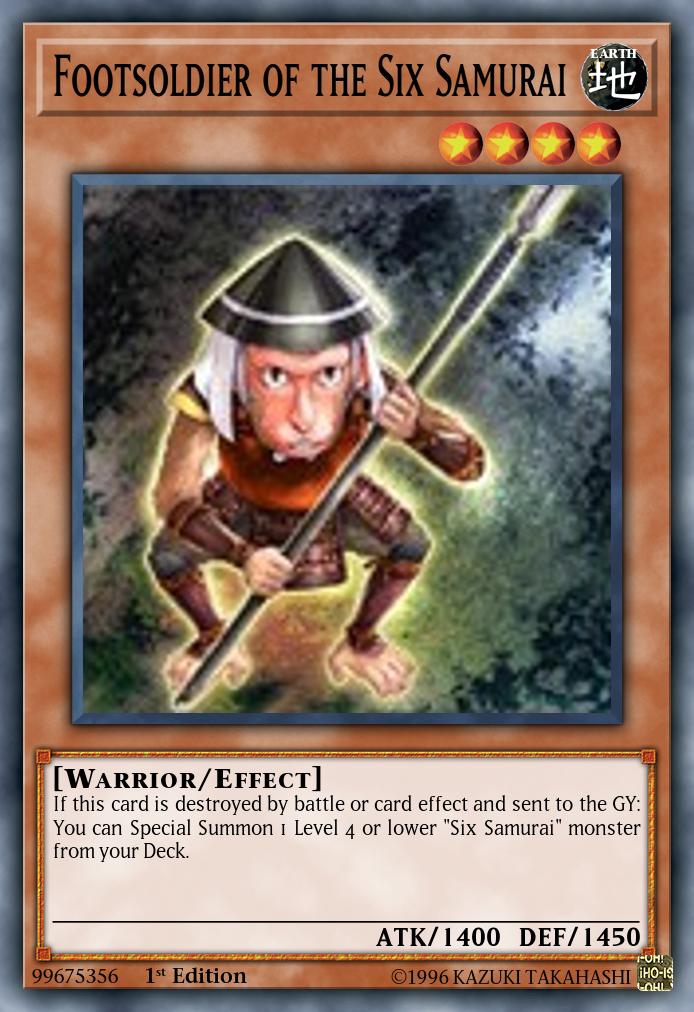 FOOTSOLDIER OF THE SIX SAMURAI
EARTH
地
[WARRIOR/EFFECT]
If this card is destroyed by battle or card effect and sent to the GY:
You can Special Summon 1 Level 4 or lower "Six Samurai" monster
from your Deck.
ATK/1400 DEF/1450
99675356 1st Edition ©1996 KAZUKI TAKAHASHI